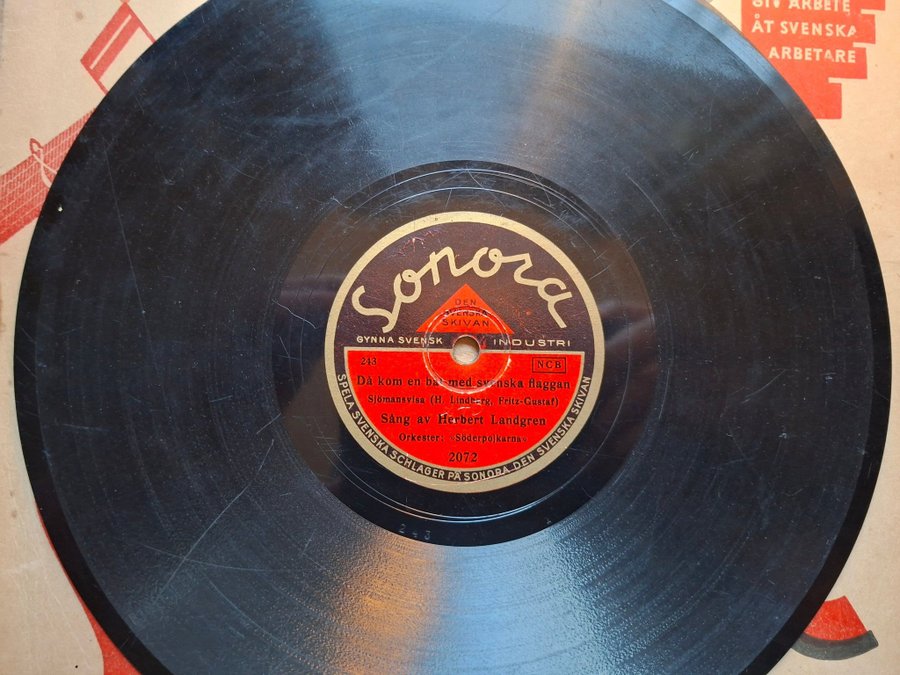 GIV ARBETE
ÅT SVENSKA
ARBETARE
Sonora
DEN
SVENSKA
SKIVAN
GYNNA SVENSK INDUSTRI
243 NCB
Då kom en båt med svenska flaggan
Sjömansvisa (H. Lindberg, Fritz-Gustaf)
Sång av Herbert Landgren
Orkester: «Söderpojkarna»
2072
SPELA SVENSKA SCHLAGER PÅ SONORA DEN SVENSKA SKIVAN
243